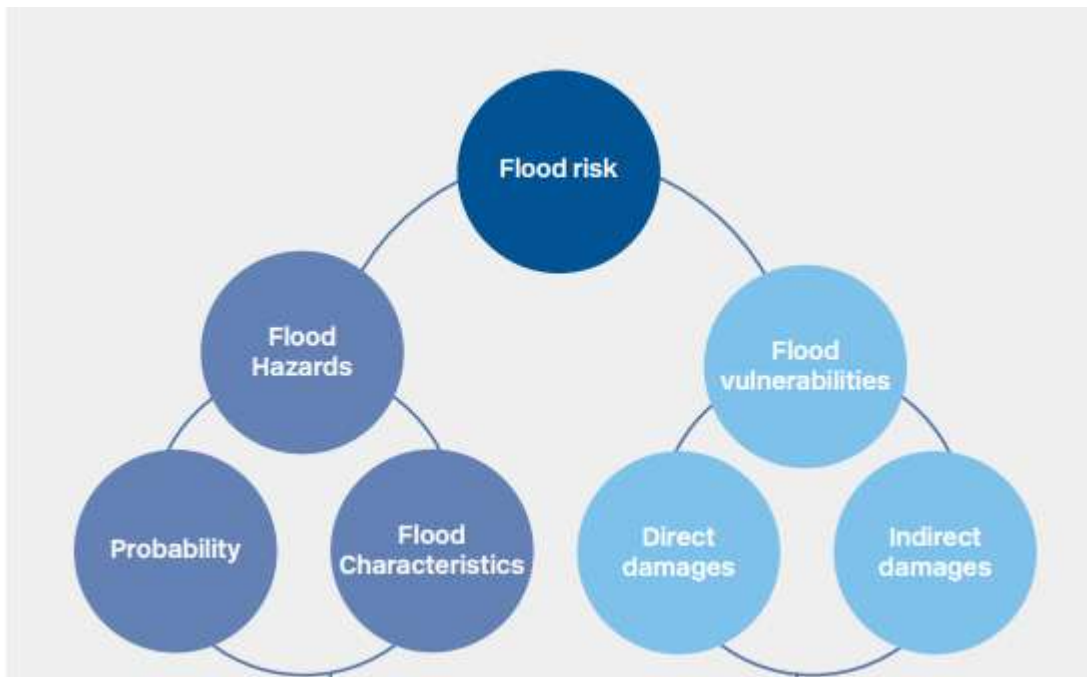 Flood risk
Flood
Hazards
Flood
vulnerabilities
Probability
Flood
Characteristics
Direct
damages
Indirect
damages